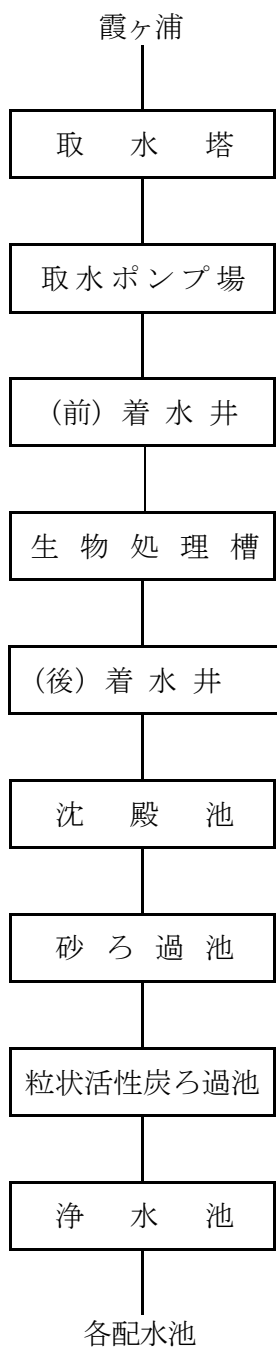 霞ヶ浦
取水塔
取水ポンプ場
(前)着水井
生物処理槽
(後)着水井
沈殿池
砂ろ過池
粒状活性炭ろ過池
浄水池
各配水池